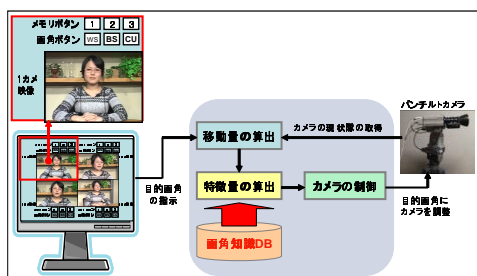 メモリボタン 1 2 3
画角ボタン WS BS CU
1カメ
映像
目的画角
の指示
移動量の算出
カメラの現状態の取得
パンチルトカメラ
特徴量の算出
カメラの制御
目的画角に
カメラを調整
画角知識DB